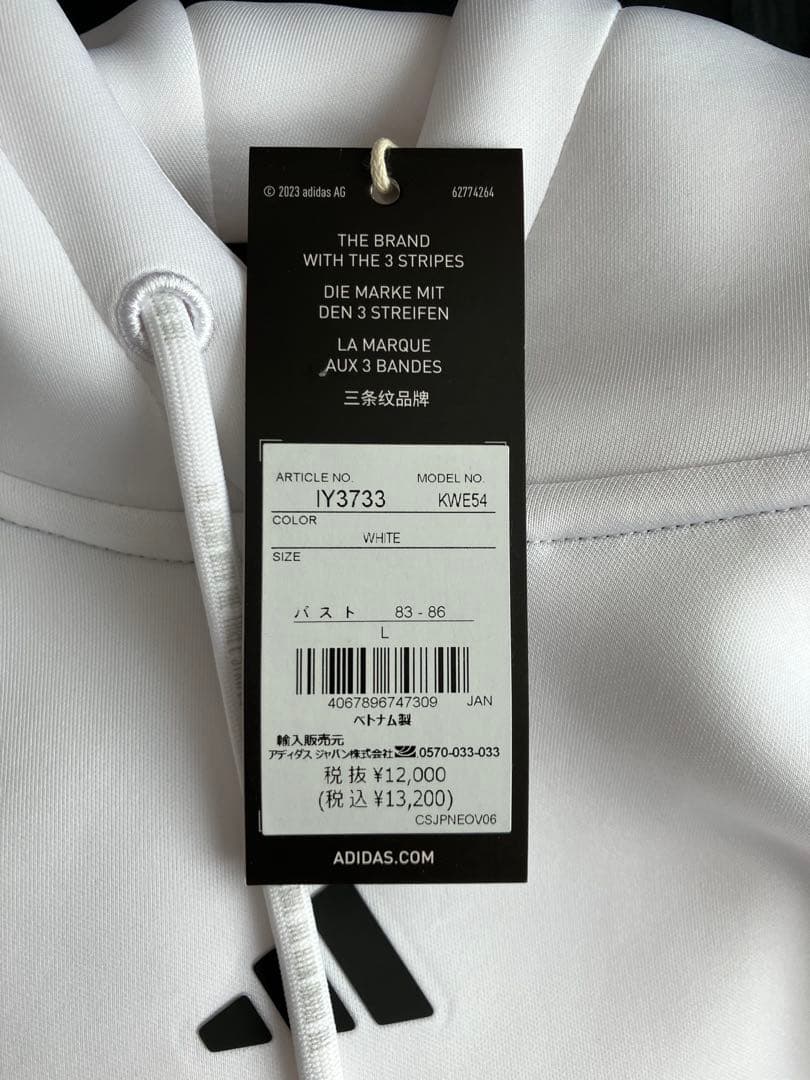 © 2023 adidas AG 62774264
THE BRAND
WITH THE 3 STRIPES
DIE MARKE MIT
DEN 3 STREIFEN
LA MARQUE
AUX 3 BANDES
三条纹品牌
ARTICLE NO. MODEL NO.
IY3733 KWE54
COLOR
WHITE
SIZE
バスト 83 - 86
L
4067896747309 JAN
ベトナム製
輸入販売元
アディダス ジャパン株式会社 0570-033-033
税抜 ¥12,000
(税込 ¥13,200)
CSJPNEOV06
ADIDAS.COM